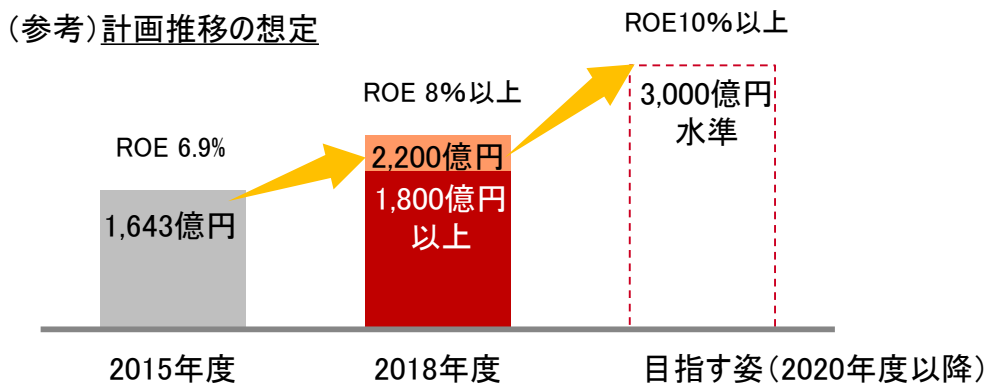 (参考)計画推移の想定
ROE10%以上
ROE 8%以上
ROE 6.9%
3,000億円
水準
2,200億円
1,800億円
以上
1,643億円
2015年度
2018年度
目指す姿(2020年度以降)